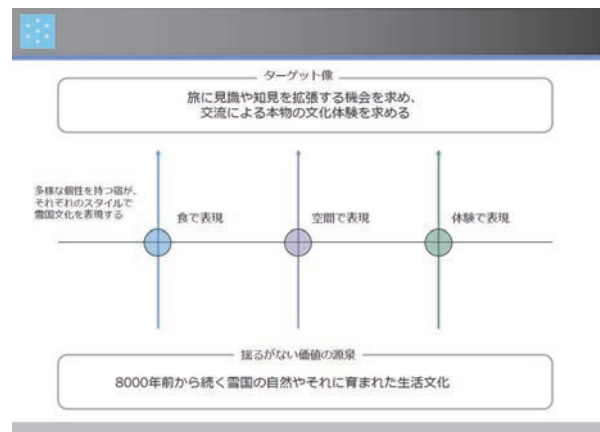 ターゲット像
旅に見識や知見を拡張する機会を求め、
交流による本物の文化体験を求める
多様な個性を持つ宿が、
それぞれのスタイルで
雪国文化を表現する
食で表現
空間で表現
体験で表現
揺るがない価値の源泉
8000年前から続く雪国の自然やそれに育まれた生活文化